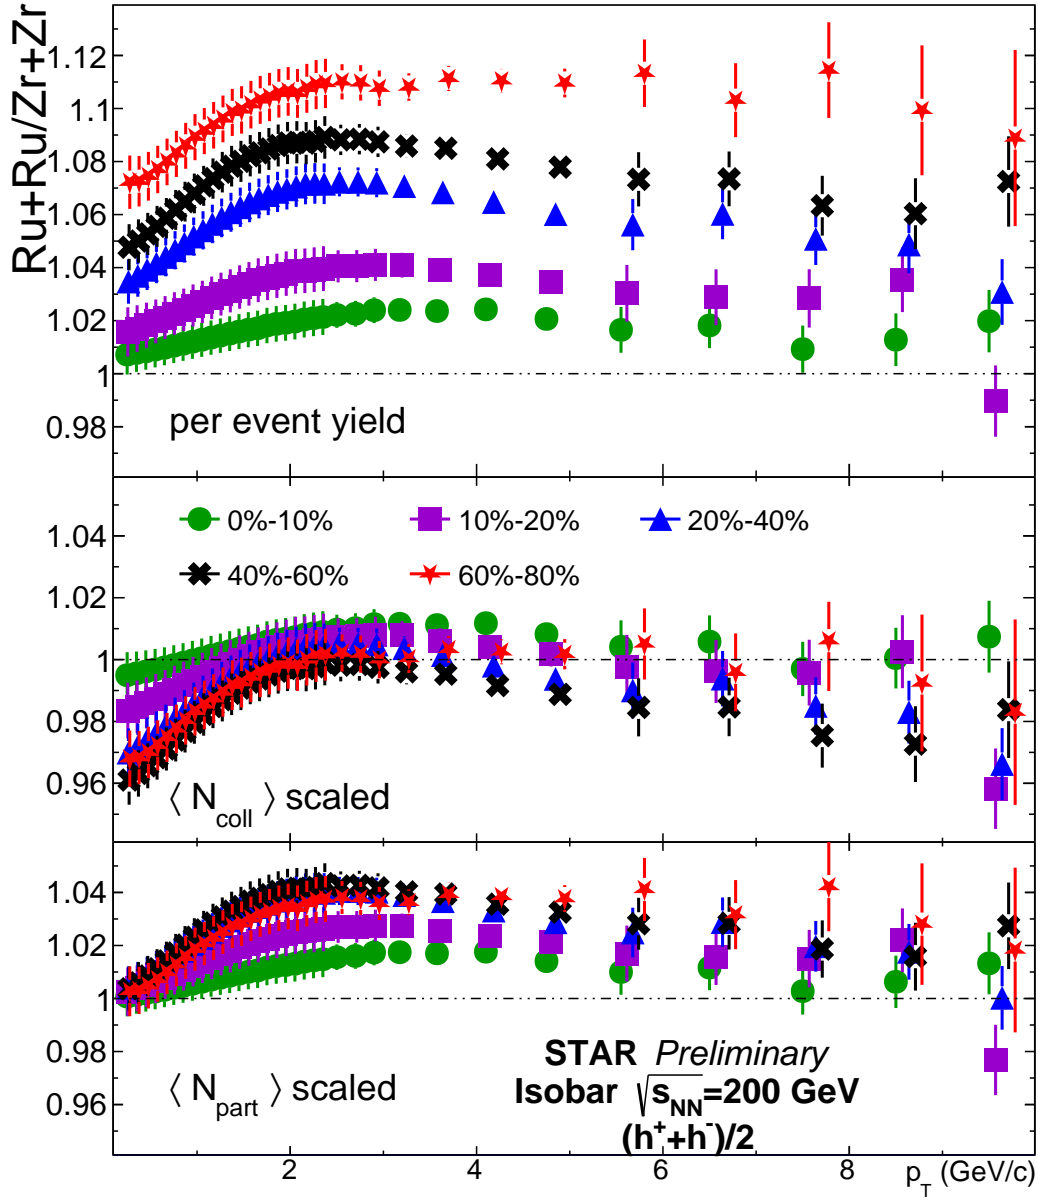 Ru+Ru/Zr+Zr
1.12
1.1
1.08
1.06
1.04
1.02
1
0.98
per event yield
0%-10%
10%-20%
20%-40%
40%-60%
60%-80%
1.04
1.02
1
0.98
0.96
⟨ N_coll ⟩ scaled
1.04
1.02
1
0.98
0.96
⟨ N_part ⟩ scaled
STAR Preliminary
Isobar √s_NN=200 GeV
(h⁺+h⁻)/2
2 4 6 8 p_T (GeV/c)